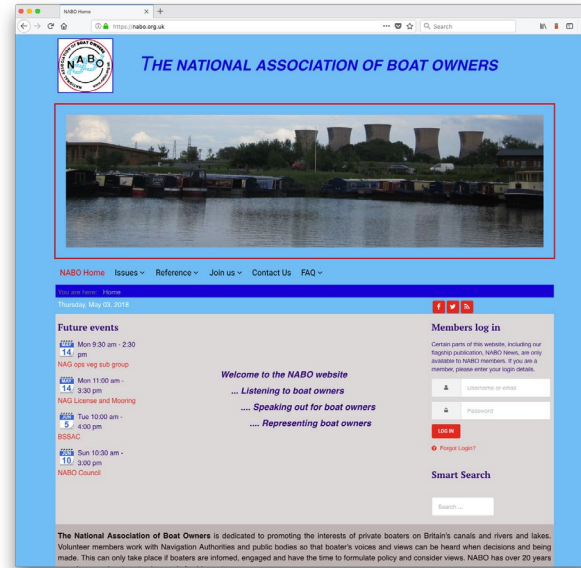 NABO Home
https://nabo.org.uk
Search
NABO
THE NATIONAL ASSOCIATION OF BOAT OWNERS
NABO Home Issues Reference Join us Contact Us FAQ
You are here: Home
Thursday, May 03, 2018
Future events
MAY 14 Mon 9:30 am - 2:30 pm
NAG ops veg sub group
MAY 14 Mon 11:00 am - 3:30 pm
NAG License and Mooring
JUN 5 Tue 10:00 am - 4:00 pm
BSSAC
JUN 10 Sun 10:30 am - 3:00 pm
NABO Council
Welcome to the NABO website
... Listening to boat owners
.... Speaking out for boat owners
.... Representing boat owners
Members log in
Certain parts of this website, including our
flagship publication, NABO News, are only
available to NABO members. If you are a
member, please enter your login details.
Username or email
Password
LOG IN
Forgot Login?
Smart Search
Search ...
The National Association of Boat Owners is dedicated to promoting the interests of private boaters on Britain's canals and rivers and lakes.
Volunteer members work with Navigation Authorities and public bodies so that boater's voices and views can be heard when decisions and being
made. This can only take place if boaters are infomed, engaged and have the time to formulate policy and consider views. NABO has over 20 years